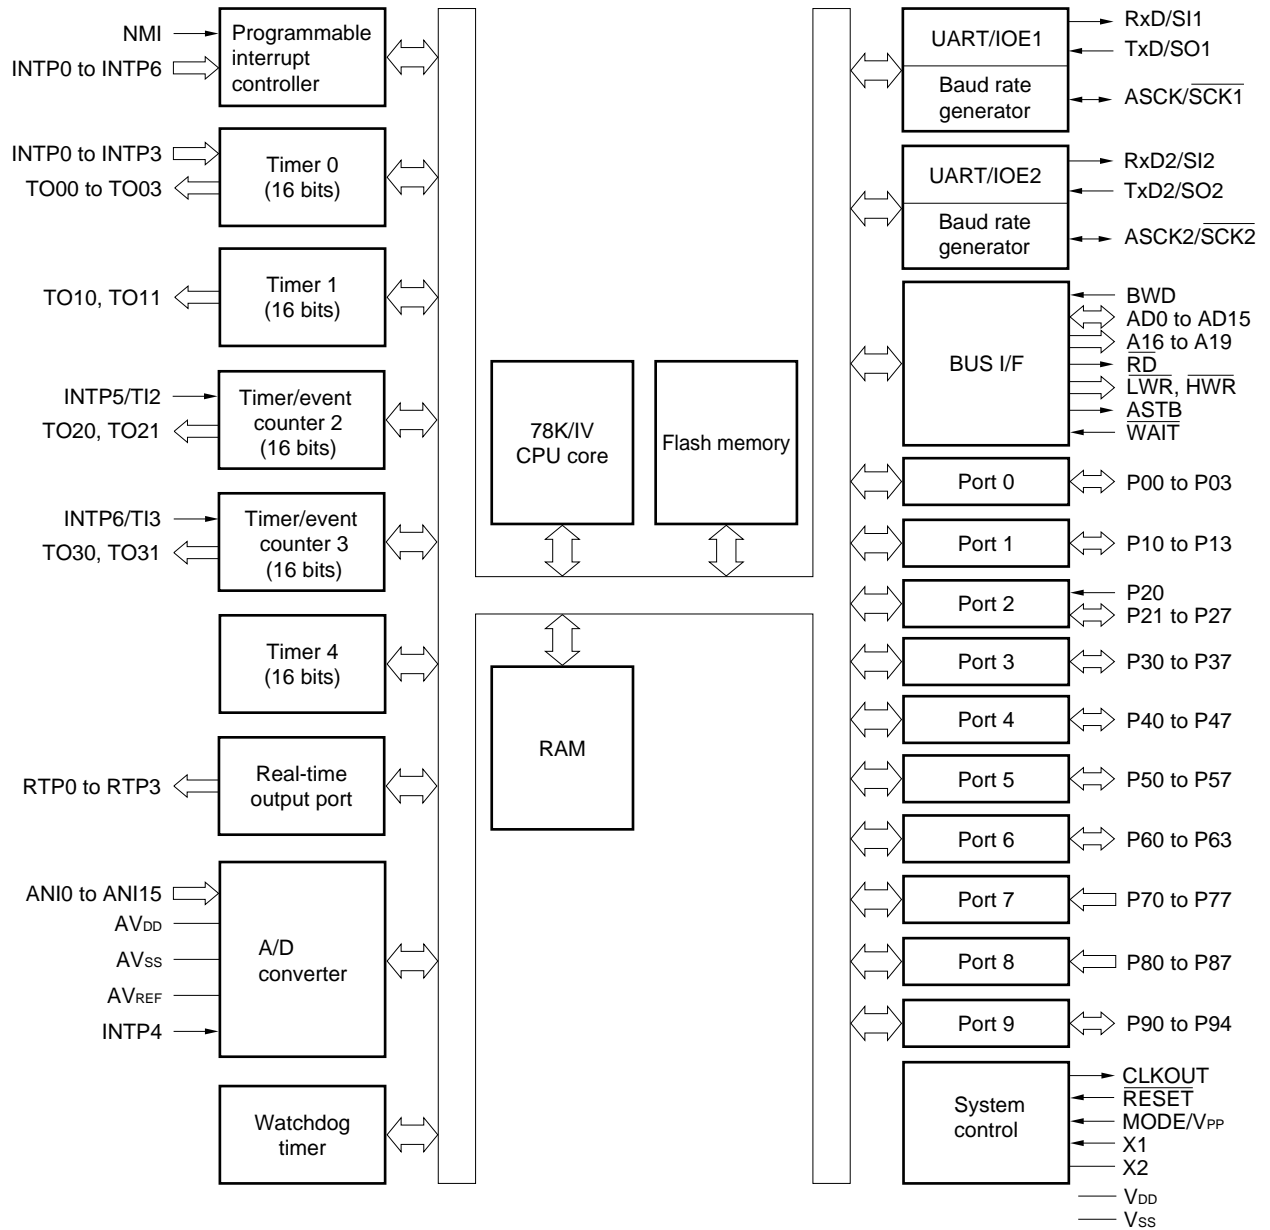 NMI
INTP0 to INTP6
Programmable
interrupt
controller
INTP0 to INTP3
TO00 to TO03
Timer 0
(16 bits)
TO10, TO11
Timer 1
(16 bits)
INTP5/TI2
TO20, TO21
Timer/event
counter 2
(16 bits)
INTP6/TI3
TO30, TO31
Timer/event
counter 3
(16 bits)
Timer 4
(16 bits)
RTP0 to RTP3
Real-time
output port
ANI0 to ANI15
AVDD
AVSS
AVREF
INTP4
A/D
converter
Watchdog
timer
78K/IV
CPU core
Flash memory
RAM
UART/IOE1
Baud rate
generator
RxD/SI1
TxD/SO1
ASCK/SCK1
UART/IOE2
Baud rate
generator
RxD2/SI2
TxD2/SO2
ASCK2/SCK2
BUS I/F
BWD
AD0 to AD15
A16 to A19
RD
LWR, HWR
ASTB
WAIT
Port 0
P00 to P03
Port 1
P10 to P13
Port 2
P20
P21 to P27
Port 3
P30 to P37
Port 4
P40 to P47
Port 5
P50 to P57
Port 6
P60 to P63
Port 7
P70 to P77
Port 8
P80 to P87
Port 9
P90 to P94
System
control
CLKOUT
RESET
MODE/VPP
X1
X2
VDD
VSS